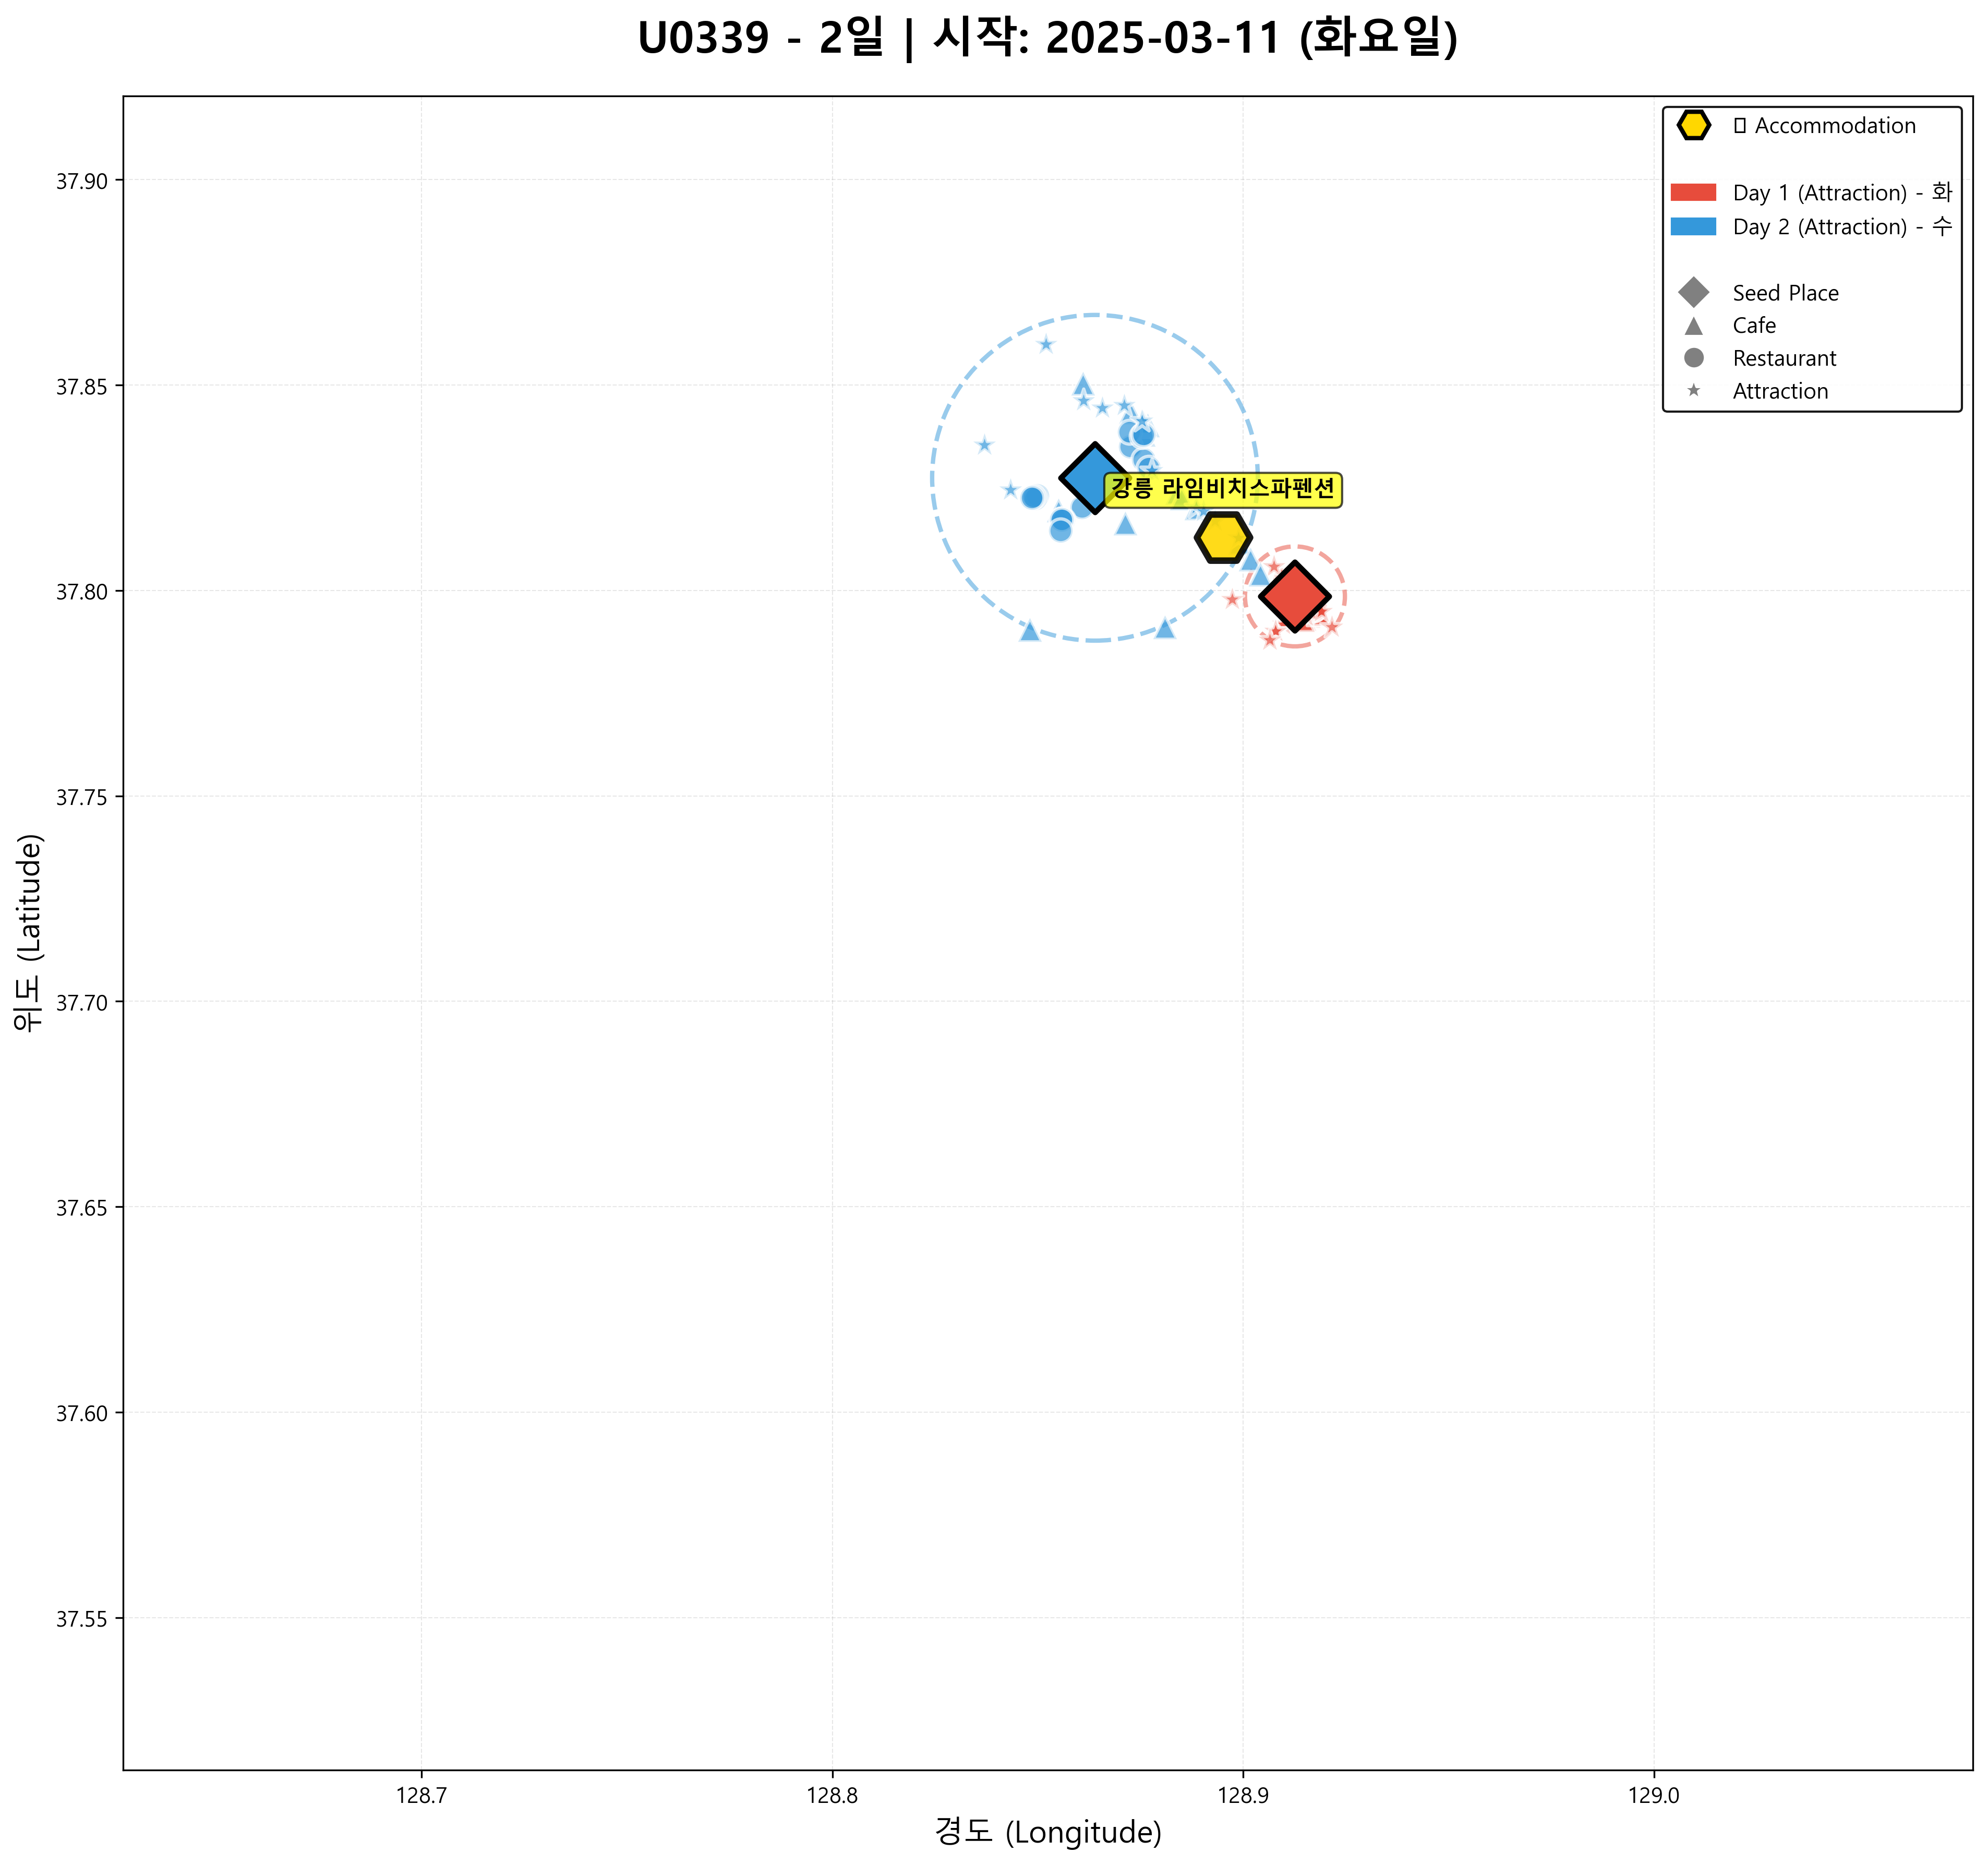 U0339 - 2일 | 시작: 2025-03-11 (화요일)
Accommodation
Day 1 (Attraction) - 화
Day 2 (Attraction) - 수
Seed Place
Cafe
Restaurant
Attraction
강릉 라임비치스파펜션
37.90
37.85
37.80
37.75
37.70
37.65
37.60
37.55
위도 (Latitude)
128.7
128.8
128.9
129.0
경도 (Longitude)